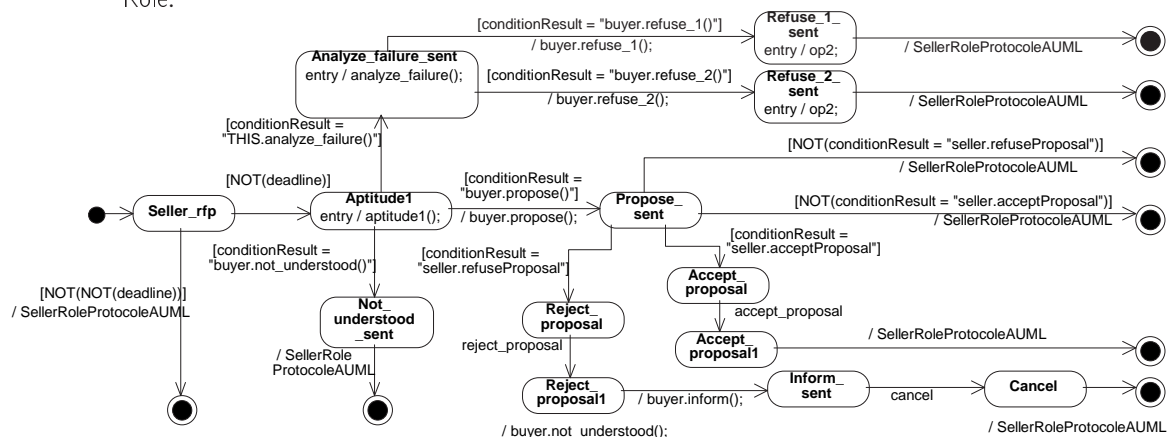 Role.
[conditionResult = "buyer.refuse_1()"]
/ buyer.refuse_1();
Refuse_1_
sent
entry / op2;
/ SellerRoleProtocoleAUML
Analyze_failure_sent
entry / analyze_failure();
[conditionResult = "buyer.refuse_2()"]
/ buyer.refuse_2();
Refuse_2_
sent
entry / op2;
/ SellerRoleProtocoleAUML
[conditionResult =
"THIS.analyze_failure()"]
[NOT(conditionResult = "seller.refuseProposal")]
/ SellerRoleProtocoleAUML
[NOT(deadline)]
[conditionResult =
"buyer.propose()"]
/ buyer.propose();
Seller_rfp
Aptitude1
entry / aptitude1();
Propose_
sent
[NOT(conditionResult = "seller.acceptProposal")]
/ SellerRoleProtocoleAUML
[conditionResult =
"buyer.not_understood()"]
[conditionResult =
"seller.refuseProposal"]
[conditionResult =
"seller.acceptProposal"]
[NOT(NOT(deadline))]
/ SellerRoleProtocoleAUML
Not_
understood
_sent
Reject_
proposal
Accept_
proposal
accept_proposal
reject_proposal
Accept_
proposal1
/ SellerRoleProtocoleAUML
/ SellerRole
ProtocoleAUML
Reject_
proposal1
/ buyer.inform();
Inform_
sent
cancel
Cancel
/ buyer.not_understood();
/ SellerRoleProtocoleAUML